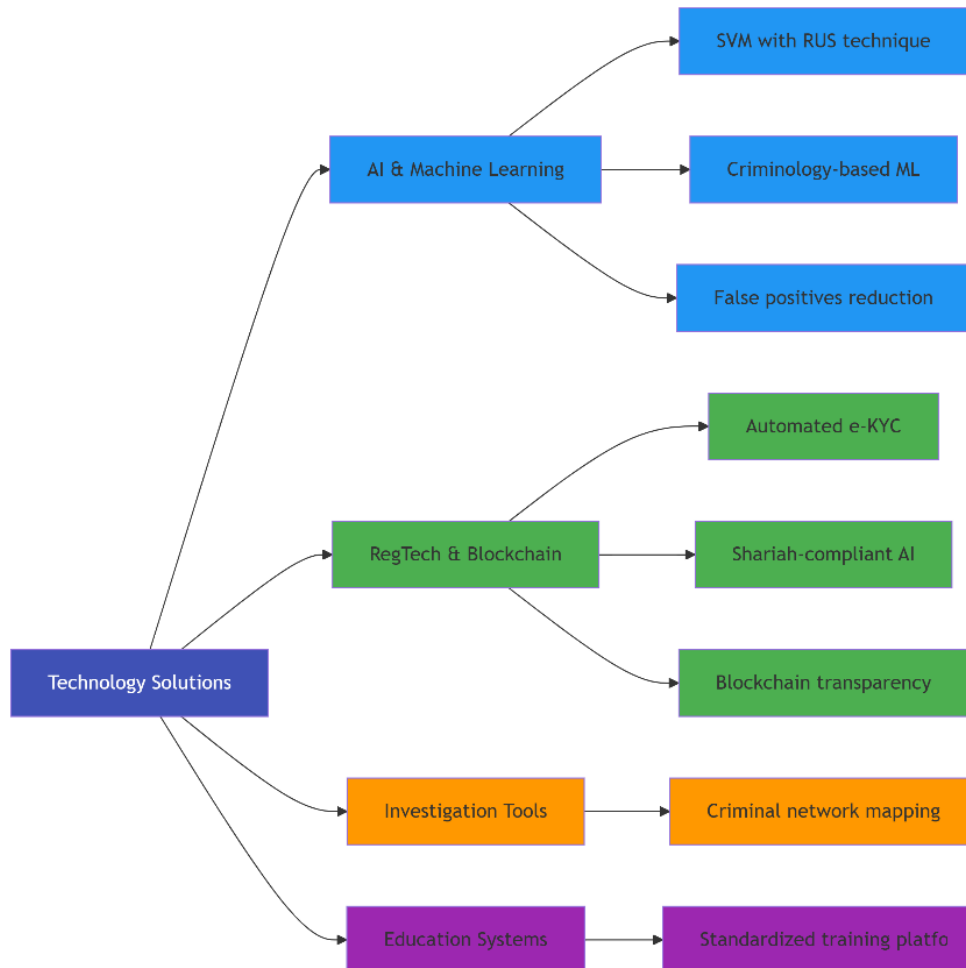 SVM with RUS technique
AI & Machine Learning
Criminology-based ML
False positives reduction
Automated e-KYC
RegTech & Blockchain
Shariah-compliant AI
Technology Solutions
Blockchain transparency
Investigation Tools
Criminal network mapping
Education Systems
Standardized training platfo